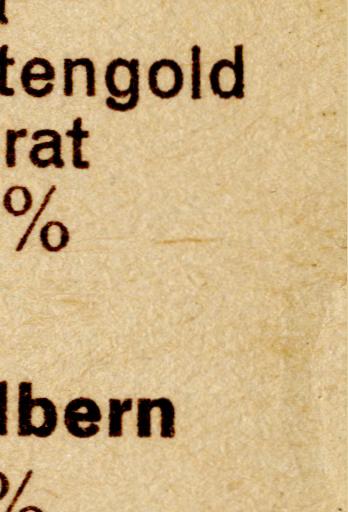 tengold
rat
%
lbern
%